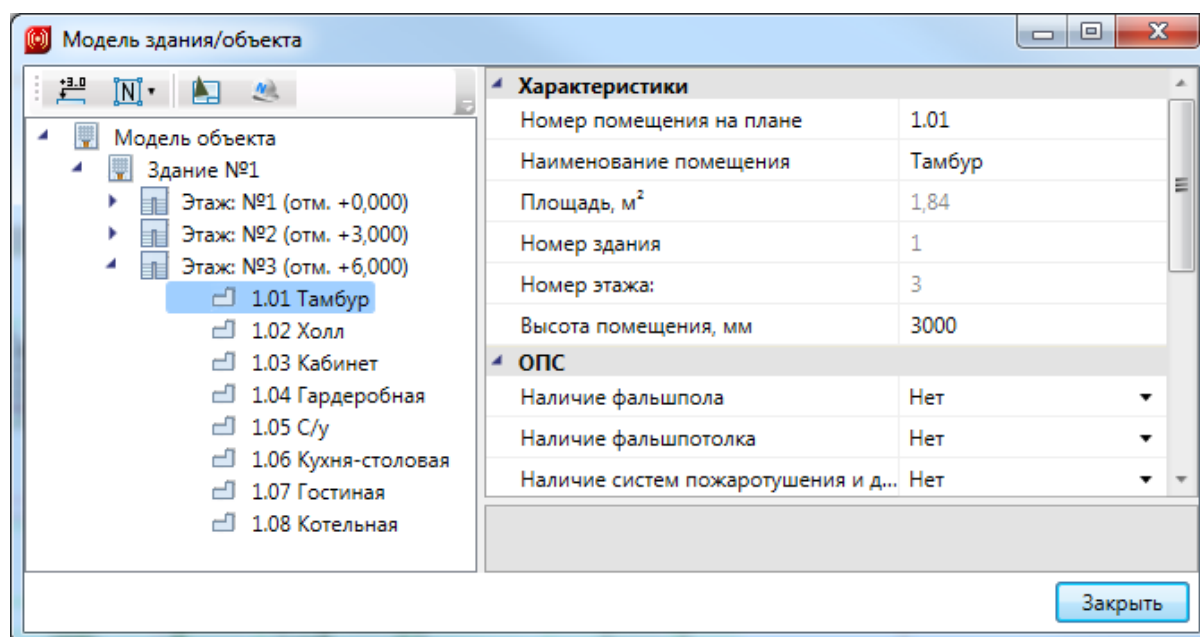 Модель здания/объекта
+3.0
N
Модель объекта
Здание №1
Этаж: №1 (отм. +0,000)
Этаж: №2 (отм. +3,000)
Этаж: №3 (отм. +6,000)
1.01 Тамбур
1.02 Холл
1.03 Кабинет
1.04 Гардеробная
1.05 С/у
1.06 Кухня-столовая
1.07 Гостиная
1.08 Котельная
Характеристики
Номер помещения на плане 1.01
Наименование помещения Тамбур
Площадь, м² 1,84
Номер здания 1
Номер этажа: 3
Высота помещения, мм 3000
ОПС
Наличие фальшпола Нет
Наличие фальшпотолка Нет
Наличие систем пожаротушения и д... Нет
Закрыть